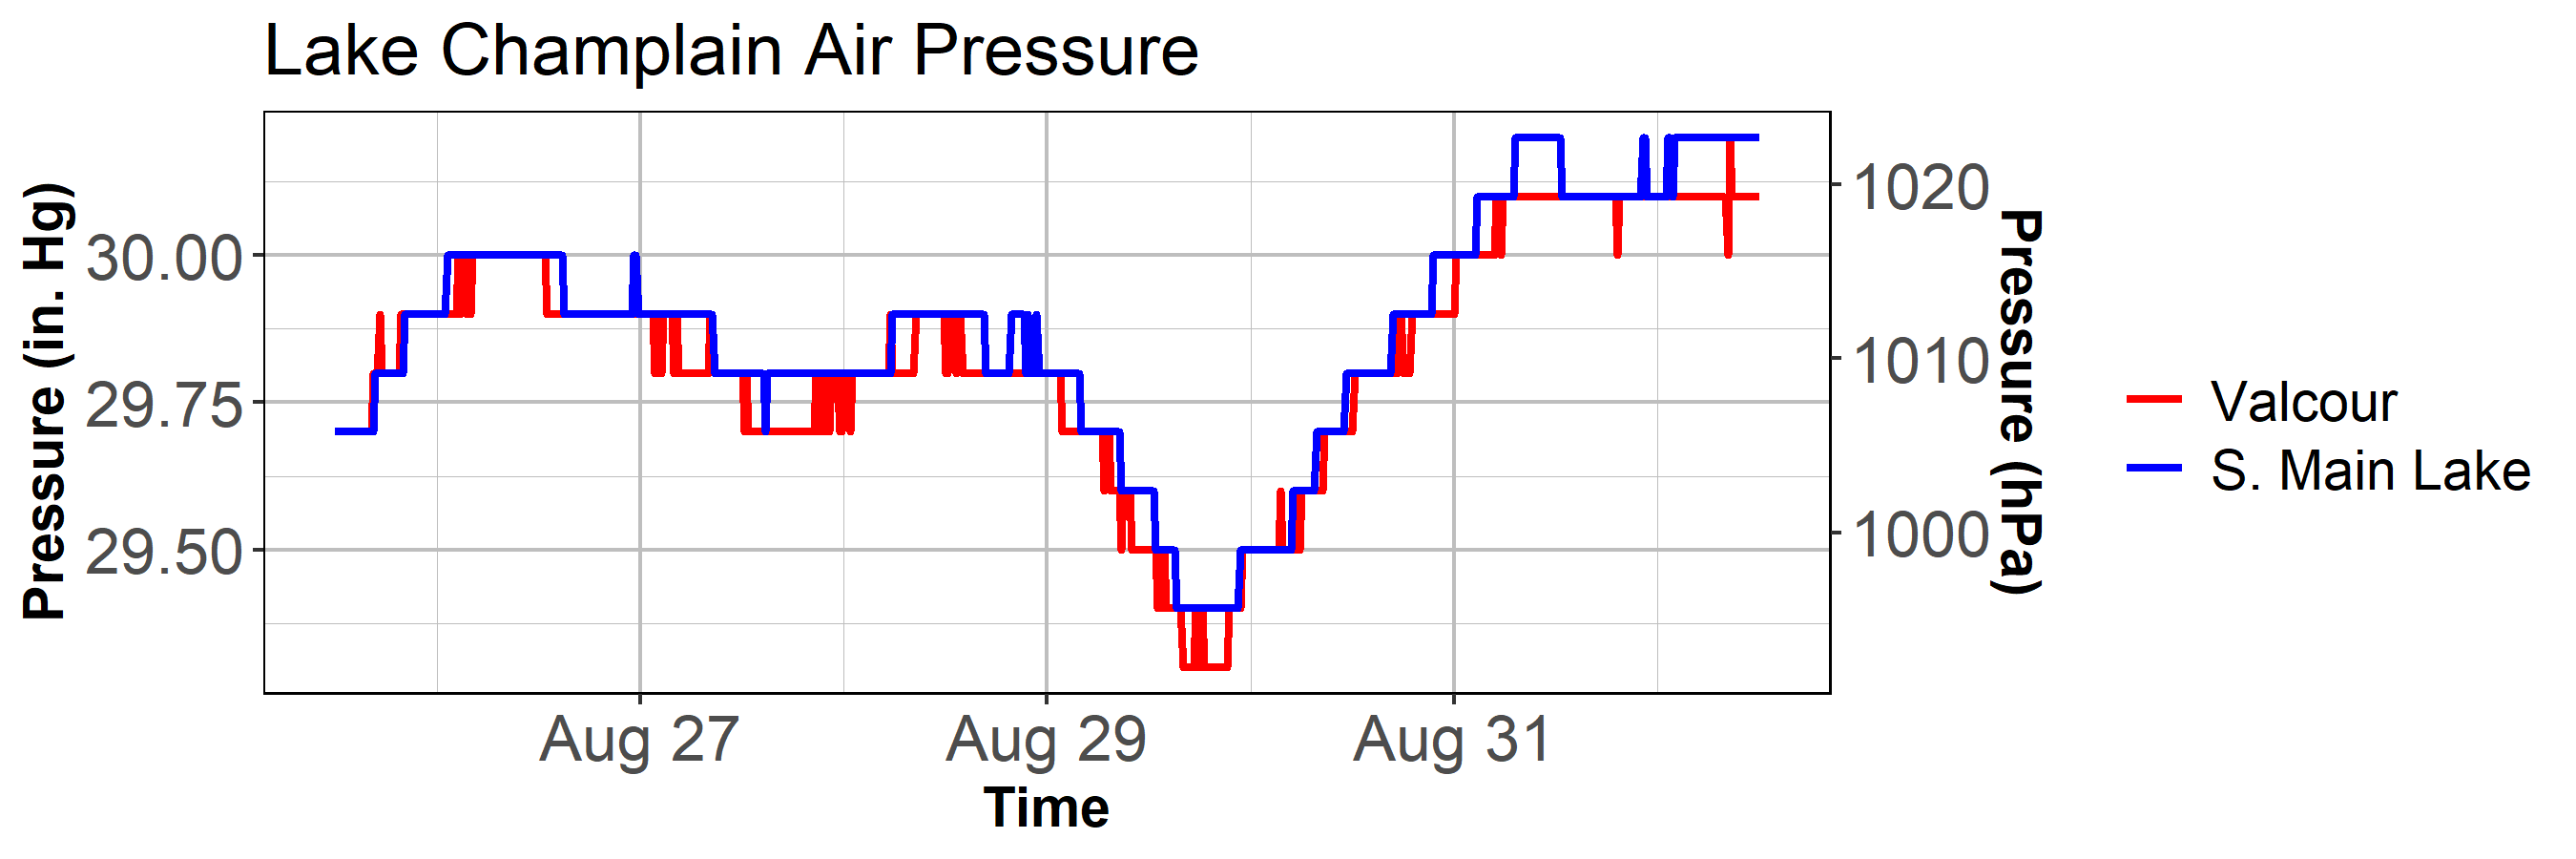 Lake Champlain Air Pressure
Pressure (in. Hg)
30.00
29.75
29.50
1020
1010
1000
Pressure (hPa)
Aug 27
Aug 29
Aug 31
Time
Valcour
S. Main Lake